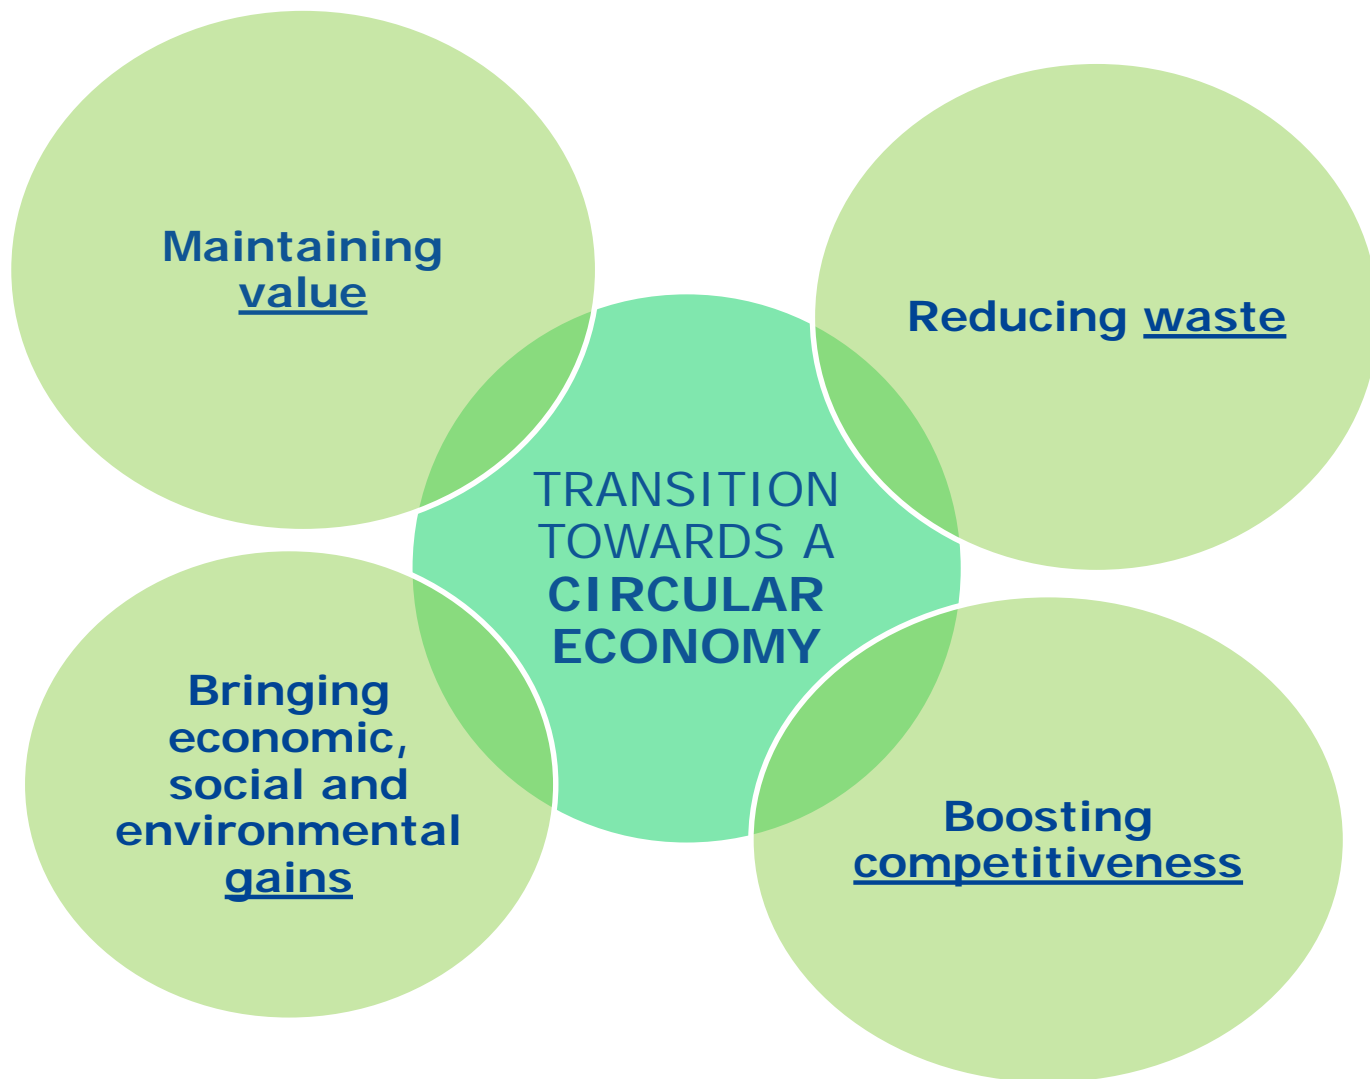 Maintaining
value
Reducing waste
TRANSITION
TOWARDS A
CIRCULAR
ECONOMY
Bringing
economic,
social and
environmental
gains
Boosting
competitiveness